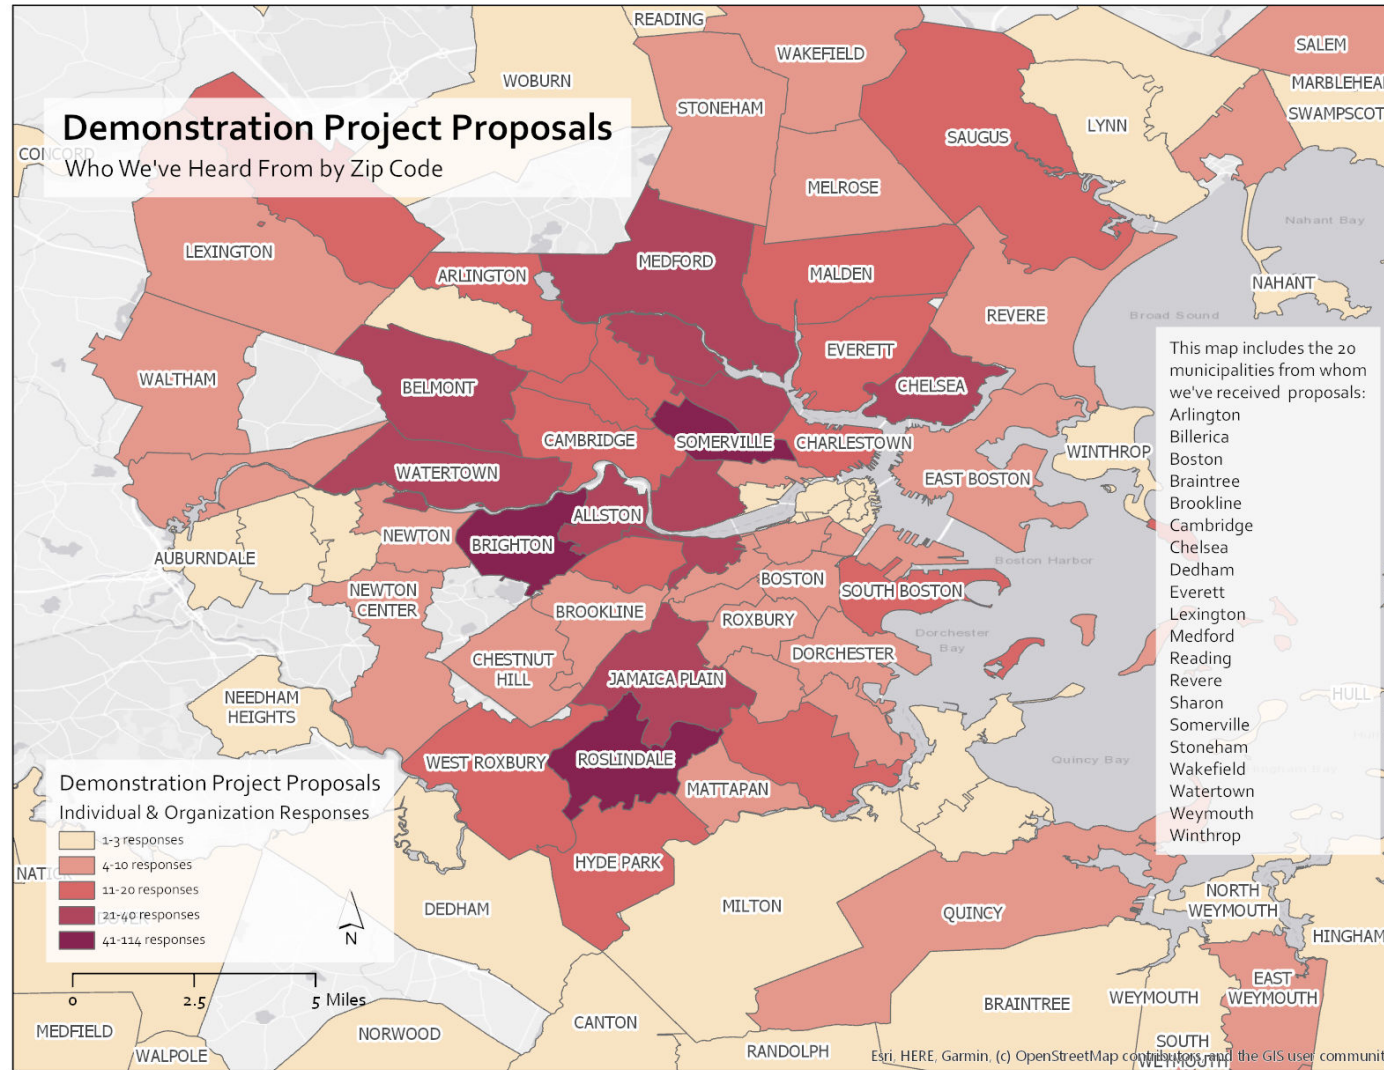 READING
WAKEFIELD
SALEM
WOBURN
MARBLEHEA
STONEHAM
SWAMPSCOT
LYNN
Demonstration Project Proposals
Who We've Heard From by Zip Code
CONCORD
SAUGUS
MELROSE
Nahant Bay
LEXINGTON
MEDFORD
ARLINGTON
MALDEN
NAHANT
REVERE
Broad Sound
EVERETT
WALTHAM
BELMONT
CHELSEA
CAMBRIDGE
SOMERVILLE
CHARLESTOWN
WINTHROP
WATERTOWN
EAST BOSTON
ALLSTON
NEWTON
BRIGHTON
AUBURNDALE
Boston Harbor
BOSTON
NEWTON
CENTER
SOUTH BOSTON
BROOKLINE
ROXBURY
Dorchester
Bay
DORCHESTER
CHESTNUT
HILL
JAMAICA PLAIN
NEEDHAM
HEIGHTS
HULL
WEST ROXBURY
ROSLINDALE
Quincy Bay
MATTAPAN
HYDE PARK
This map includes the 20
municipalities from whom
we've received proposals:
Arlington
Billerica
Boston
Braintree
Brookline
Cambridge
Chelsea
Dedham
Everett
Lexington
Medford
Reading
Revere
Sharon
Somerville
Stoneham
Wakefield
Watertown
Weymouth
Winthrop
Demonstration Project Proposals
Individual & Organization Responses
1-3 responses
4-10 responses
11-20 responses
21-40 responses
41-114 responses
N
0 2.5 5 Miles
NATICK
DOVER
DEDHAM
MILTON
QUINCY
NORTH
WEYMOUTH
HINGHAM
EAST
WEYMOUTH
BRAINTREE
WEYMOUTH
MEDFIELD
WALPOLE
NORWOOD
CANTON
RANDOLPH
SOUTH
WEYMOUTH
Esri, HERE, Garmin, (c) OpenStreetMap contributors, and the GIS user communit